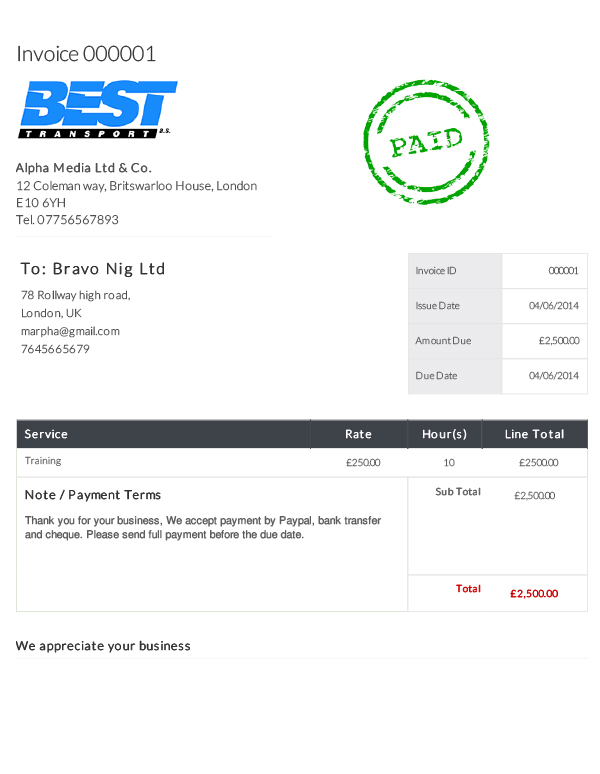 Invoice 000001
BEST
TRANSPORT a.s.
PAID
Alpha Media Ltd & Co.
12 Coleman way, Britswarloo House, London
E10 6YH
Tel. 07756567893
To: Bravo Nig Ltd
78 Rollway high road,
London, UK
marpha@gmail.com
7645665679
Invoice ID 000001
Issue Date 04/06/2014
Amount Due £2,500.00
Due Date 04/06/2014
Service Rate Hour(s) Line Total
Training £250.00 10 £2500.00
Note / Payment Terms
Thank you for your business, We accept payment by Paypal, bank transfer
and cheque. Please send full payment before the due date.
Sub Total £2,500.00
Total £2,500.00
We appreciate your business